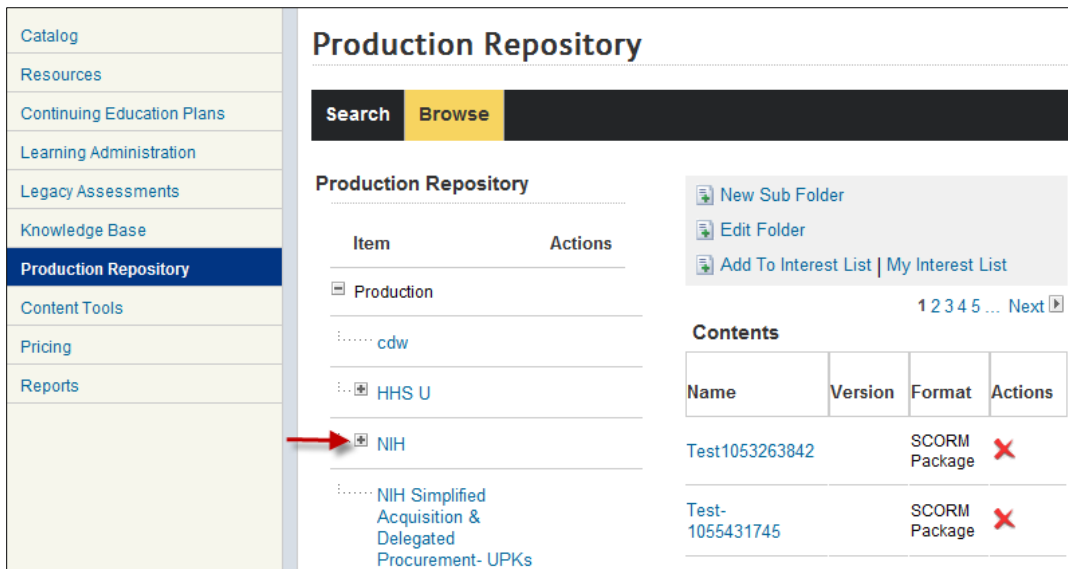 Catalog
Resources
Continuing Education Plans
Learning Administration
Legacy Assessments
Knowledge Base
Production Repository
Content Tools
Pricing
Reports
Production Repository
Search Browse
Production Repository
Item Actions
Production
cdw
HHS U
NIH
NIH Simplified
Acquisition &
Delegated
Procurement- UPKs
New Sub Folder
Edit Folder
Add To Interest List | My Interest List
1 2 3 4 5 ... Next
Contents
Name Version Format Actions
Test1053263842 SCORM
Package
Test- SCORM
1055431745 Package